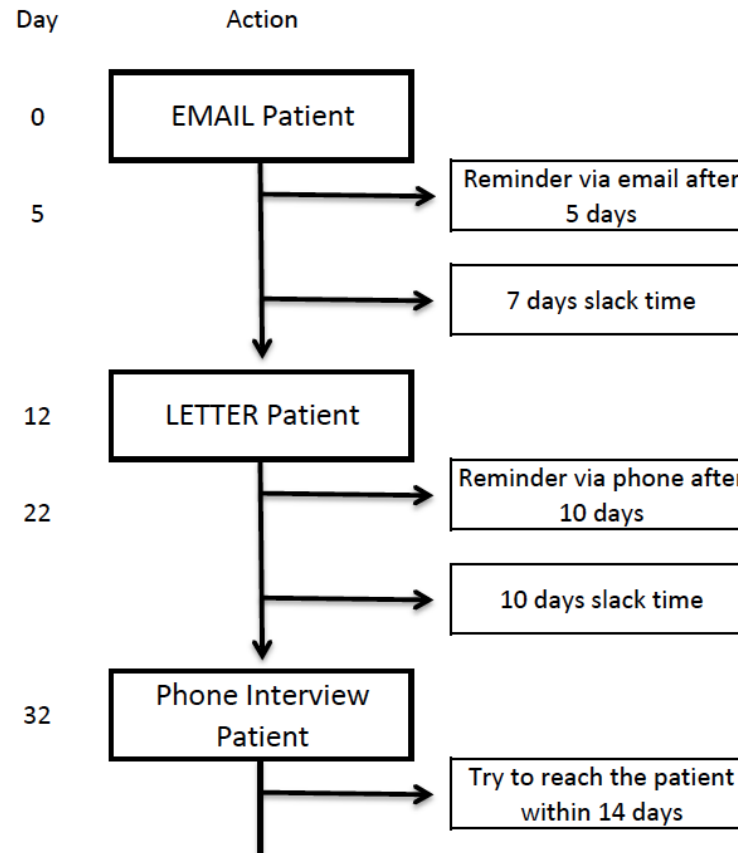 Day Action
0 EMAIL Patient
Reminder via email after
5 5 days
7 days slack time
12 LETTER Patient
Reminder via phone after
22 10 days
10 days slack time
32 Phone Interview
Patient
Try to reach the patient
within 14 days